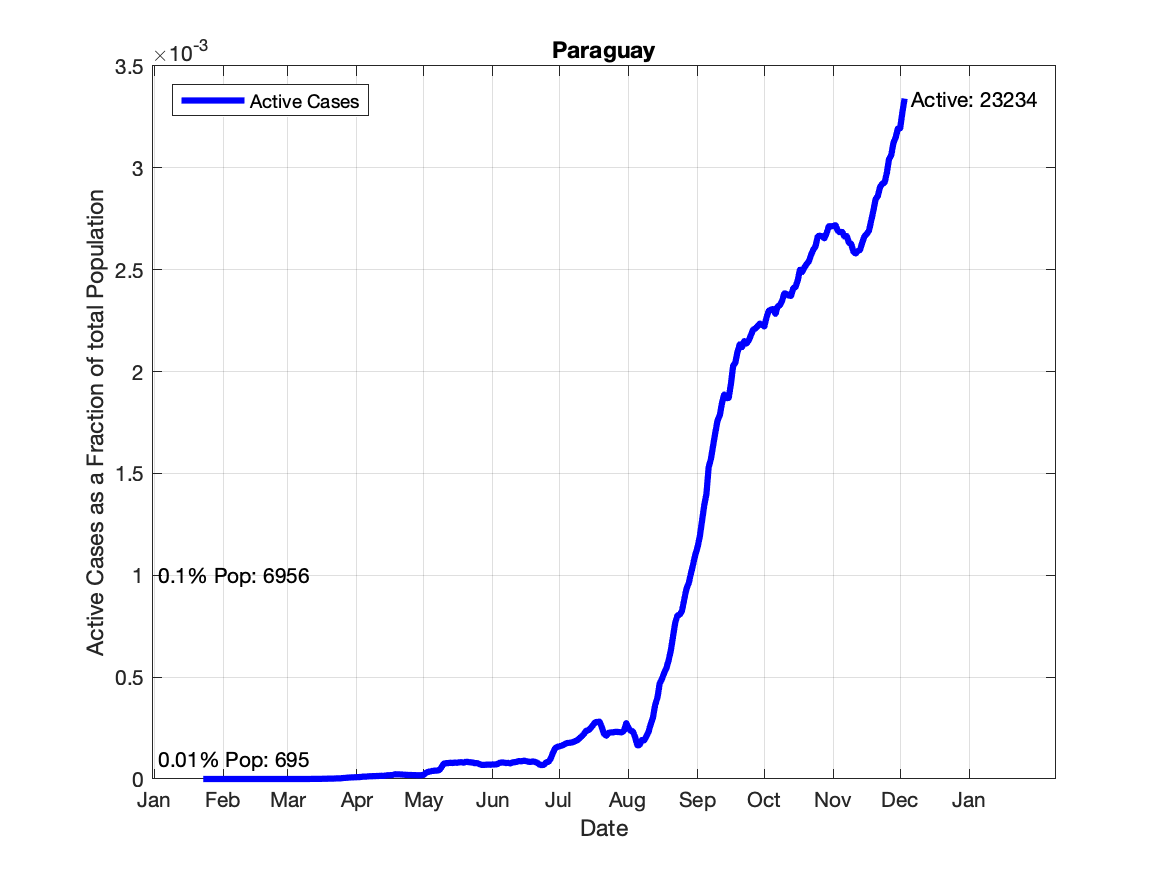 Paraguay
×10-3
3.5
3
2.5
2
1.5
1
0.5
0
Active Cases as a Fraction of total Population
Active Cases
Active: 23234
0.1% Pop: 6956
0.01% Pop: 695
Jan Feb Mar Apr May Jun Jul Aug Sep Oct Nov Dec Jan
Date